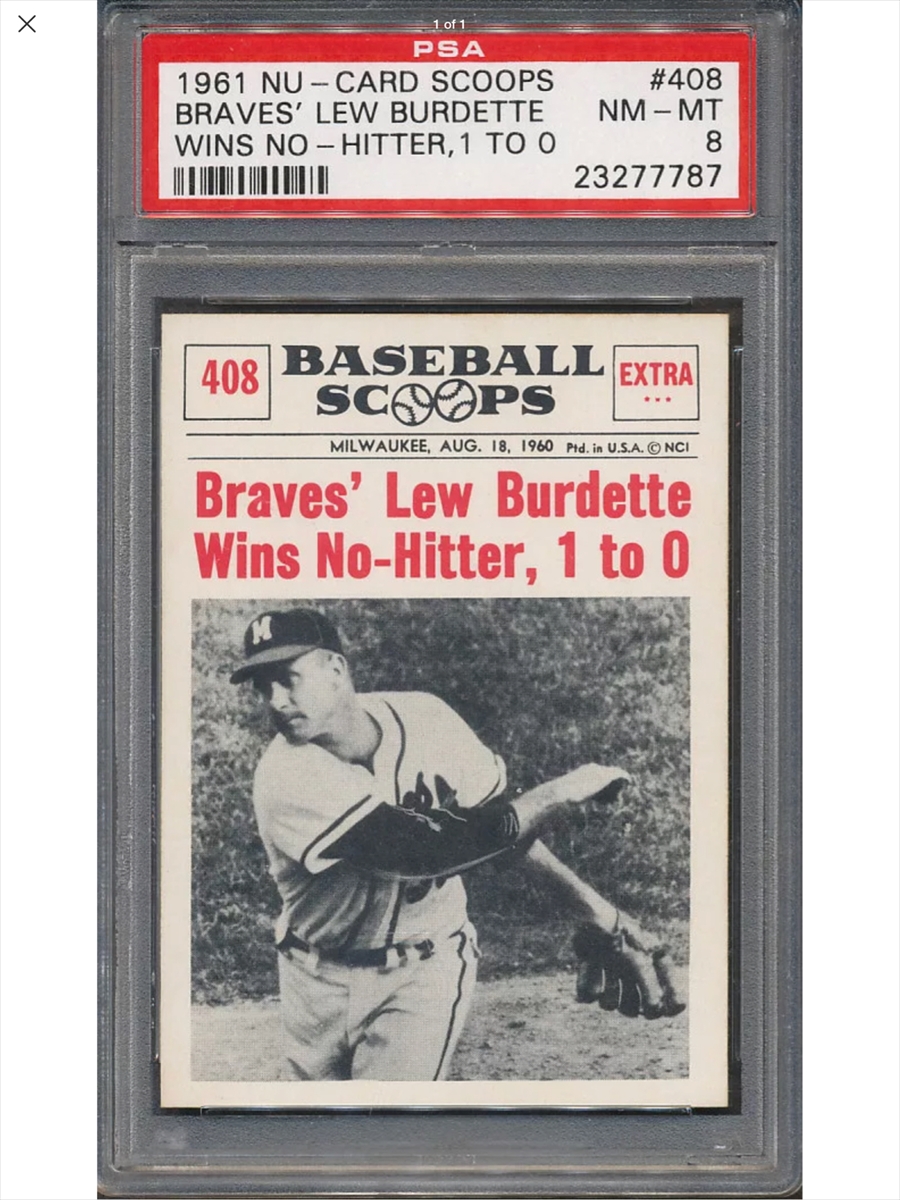 1 of 1
PSA
1961 NU-CARD SCOOPS #408
BRAVES' LEW BURDETTE NM-MT
WINS NO-HITTER, 1 TO 0 8
23277787
408
BASEBALL
SCOOPS
EXTRA
...
MILWAUKEE, AUG. 18, 1960 Ptd. in U.S.A. © NCI
Braves' Lew Burdette
Wins No-Hitter, 1 to 0
M